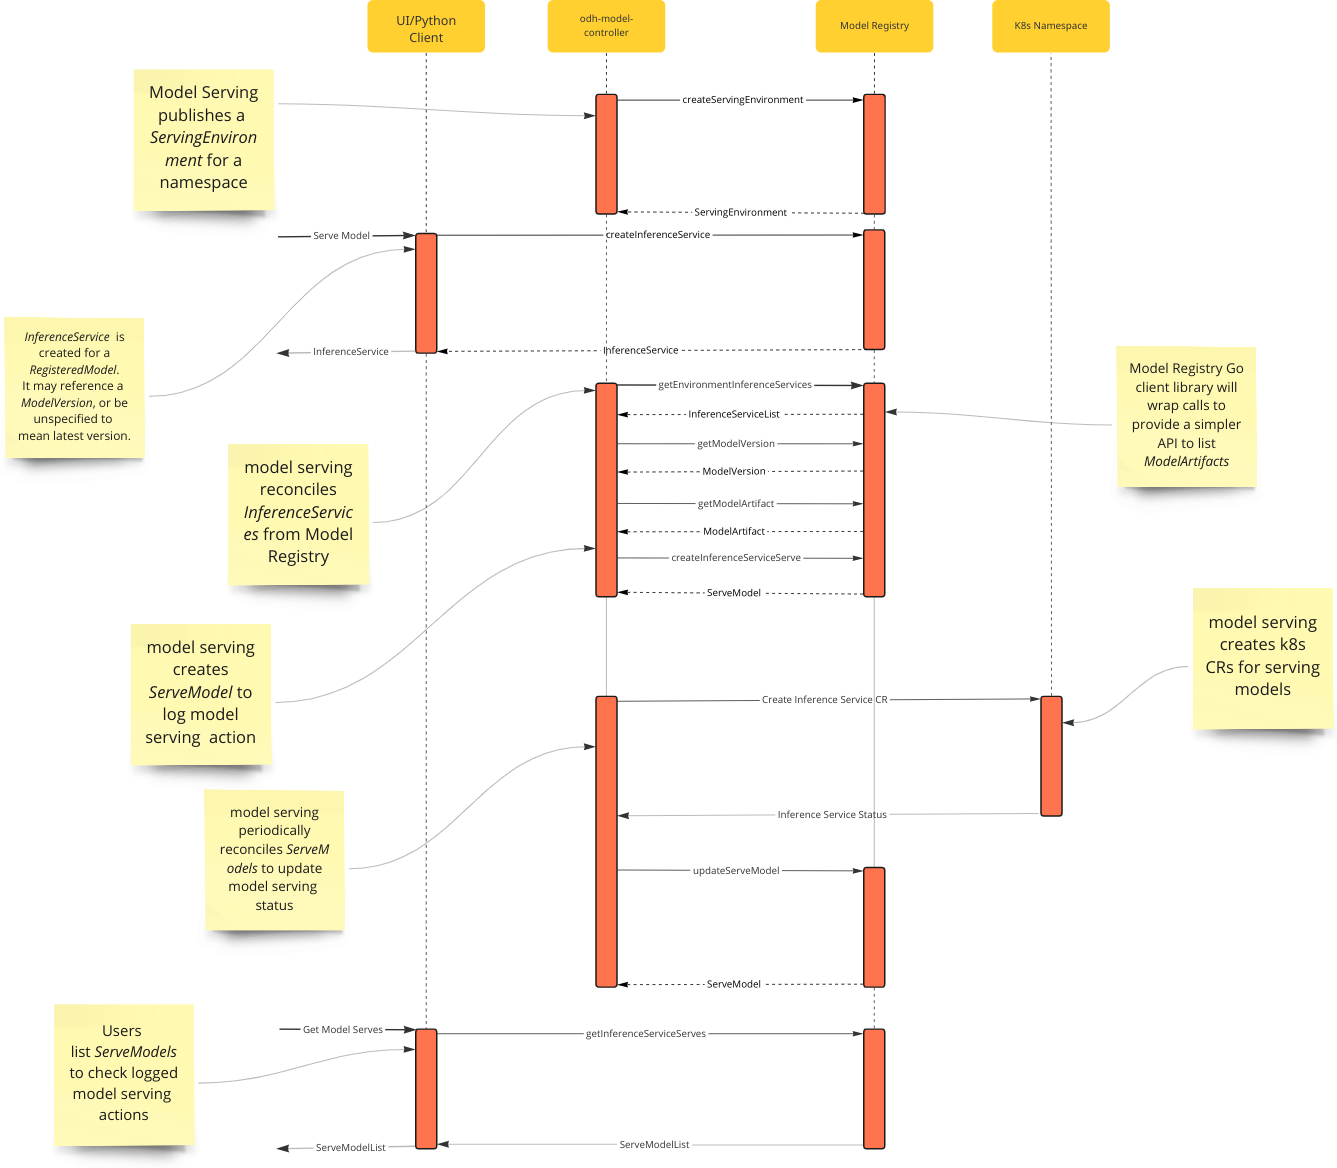 UI/Python
Client
odh-model-
controller
Model Registry
K8s Namespace
Model Serving
publishes a
ServingEnviron
ment for a
namespace
createServingEnvironment
ServingEnvironment
Serve Model
createInferenceService
InferenceService
InferenceService
InferenceService is
created for a
RegisteredModel.
It may reference a
ModelVersion, or be
unspecified to
mean latest version.
getEnvironmentInferenceServices
InferenceServiceList
getModelVersion
ModelVersion
getModelArtifact
ModelArtifact
createInferenceServiceServe
ServeModel
Model Registry Go
client library will
wrap calls to
provide a simpler
API to list
ModelArtifacts
model serving
reconciles
InferenceServic
es from Model
Registry
model serving
creates
ServeModel to
log model
serving action
model serving
creates k8s
CRs for serving
models
Create Inference Service CR
Inference Service Status
model serving
periodically
reconciles ServeM
odels to update
model serving
status
updateServeModel
ServeModel
Users
list ServeModels
to check logged
model serving
actions
Get Model Serves
getInferenceServiceServes
ServeModelList
ServeModelList